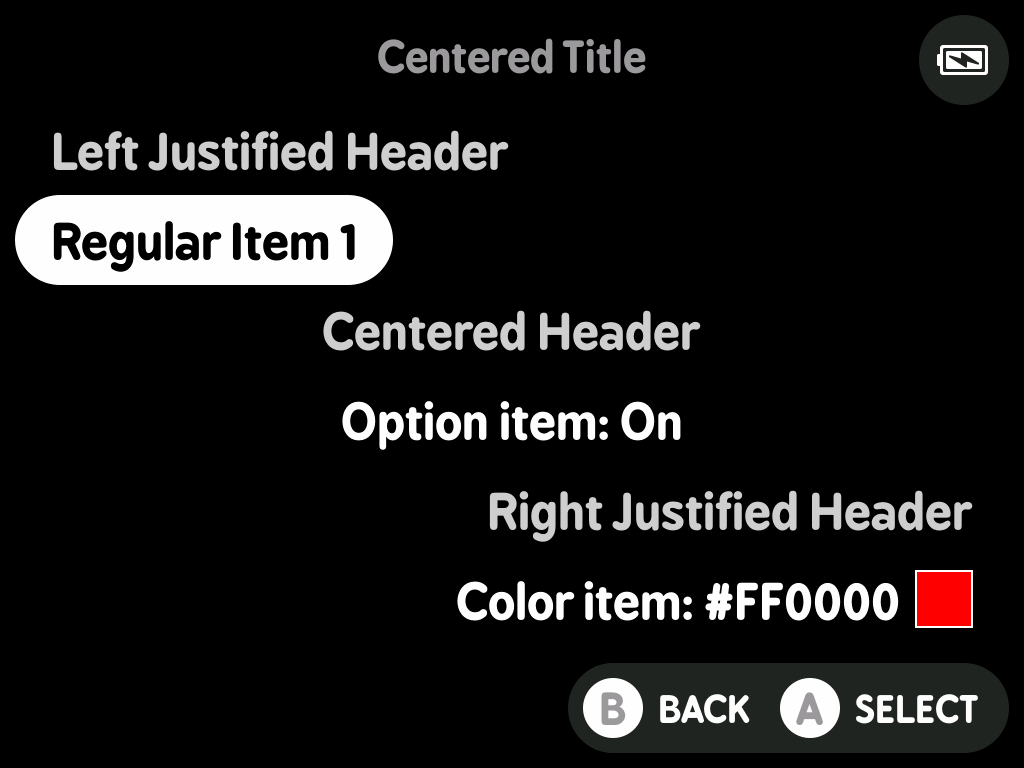 Centered Title
Left Justified Header
Regular Item 1
Centered Header
Option item: On
Right Justified Header
Color item: #FF0000
B BACK A SELECT